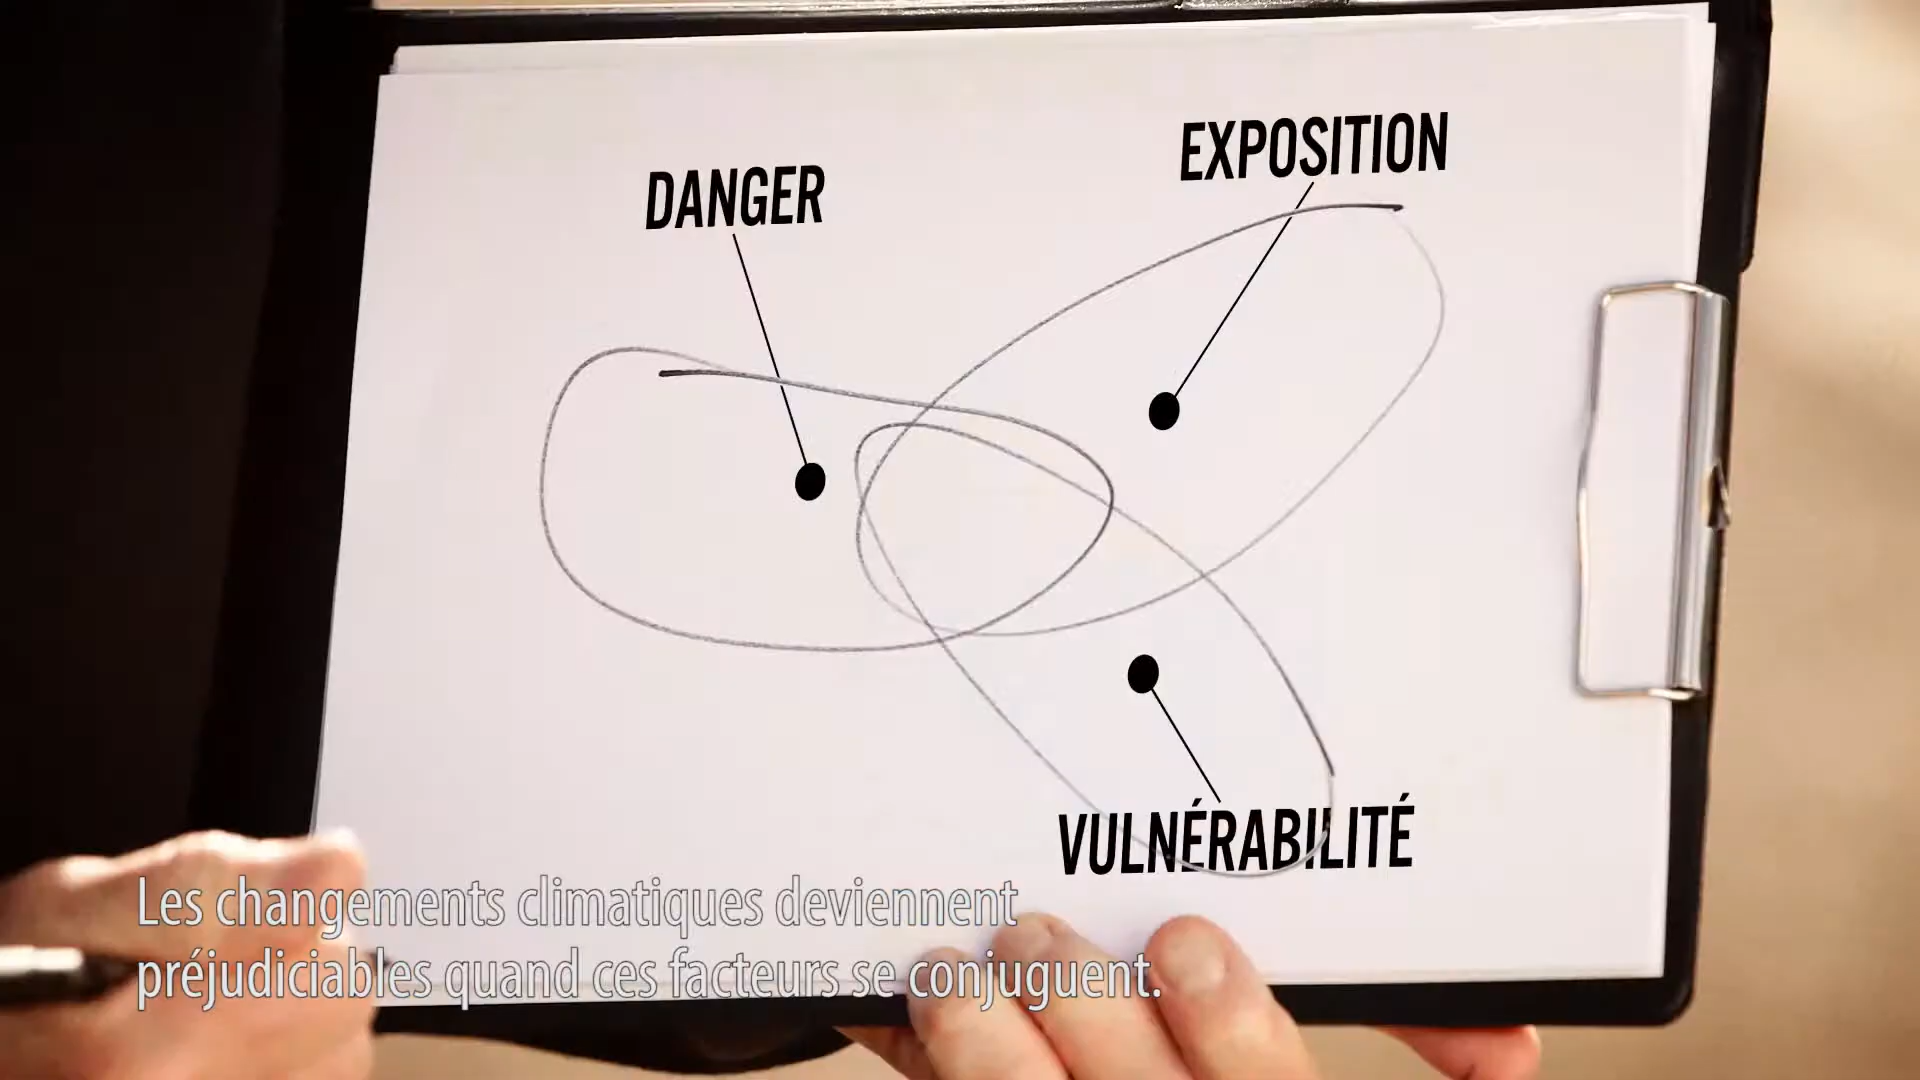 EXPOSITION
DANGER
VULNÉRABILITÉ
Les changements climatiques deviennent
préjudiciables quand ces facteurs se conjuguent.